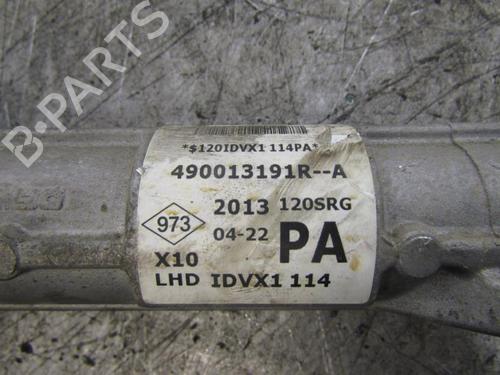 B-PARTS
*$120IDVX1 114PA*
490013191R--A
973 2013 120SRG
04-22 PA
X10
LHD IDVX1 114